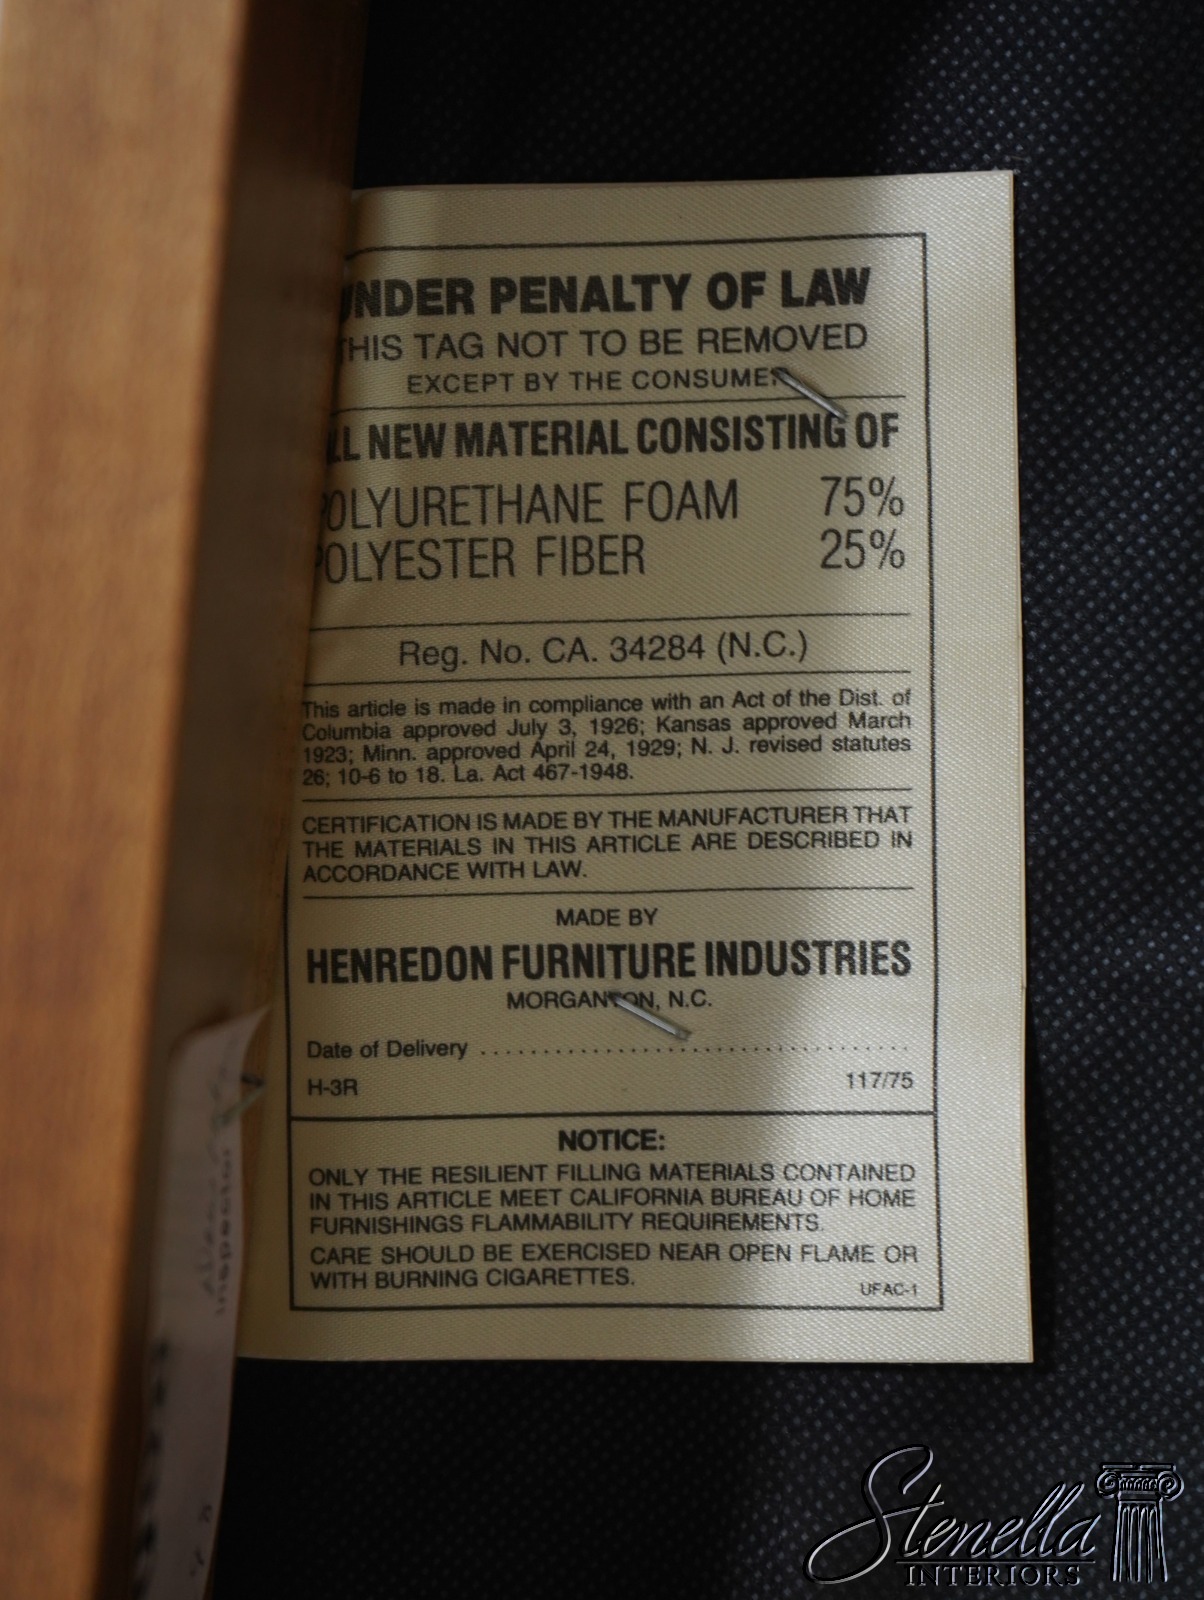 UNDER PENALTY OF LAW
THIS TAG NOT TO BE REMOVED
EXCEPT BY THE CONSUMER
ALL NEW MATERIAL CONSISTING OF
POLYURETHANE FOAM 75%
POLYESTER FIBER 25%
Reg. No. CA. 34284 (N.C.)
This article is made in compliance with an Act of the Dist. of
Columbia approved July 3, 1926; Kansas approved March
1923; Minn. approved April 24, 1929; N. J. revised statutes
26; 10-6 to 18. La. Act 467-1948.
CERTIFICATION IS MADE BY THE MANUFACTURER THAT
THE MATERIALS IN THIS ARTICLE ARE DESCRIBED IN
ACCORDANCE WITH LAW.
MADE BY
HENREDON FURNITURE INDUSTRIES
MORGANTON, N.C.
Date of Delivery ....................................
H-3R 117/75
NOTICE:
ONLY THE RESILIENT FILLING MATERIALS CONTAINED
IN THIS ARTICLE MEET CALIFORNIA BUREAU OF HOME
FURNISHINGS FLAMMABILITY REQUIREMENTS.
CARE SHOULD BE EXERCISED NEAR OPEN FLAME OR
WITH BURNING CIGARETTES.
UFAC-1
Inspector
Stenella
INTERIORS